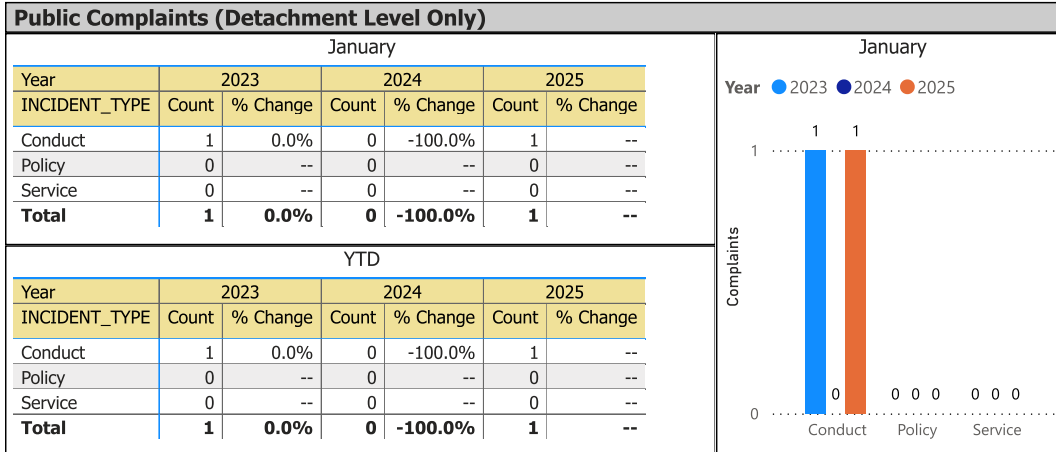 Public Complaints (Detachment Level Only)
January
Year 2023 2024 2025
INCIDENT_TYPE Count % Change Count % Change Count % Change
Conduct 1 0.0% 0 -100.0% 1 --
Policy 0 -- 0 -- 0 --
Service 0 -- 0 -- 0 --
Total 1 0.0% 0 -100.0% 1 --
YTD
Year 2023 2024 2025
INCIDENT_TYPE Count % Change Count % Change Count % Change
Conduct 1 0.0% 0 -100.0% 1 --
Policy 0 -- 0 -- 0 --
Service 0 -- 0 -- 0 --
Total 1 0.0% 0 -100.0% 1 --
January
Year 2023 2024 2025
1 1
1
Complaints
0 0 0 0 0 0 0
0
Conduct Policy Service